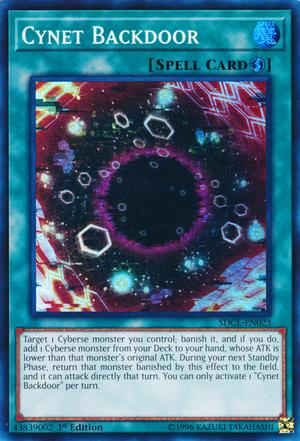 CYNET BACKDOOR
[SPELL CARD]
SDCL-EN023
Target 1 Cyberse monster you control; banish it, and if you do,
add 1 Cyberse monster from your Deck to your hand, whose ATK is
lower than that monster's original ATK. During your next Standby
Phase, return that monster banished by this effect to the field,
and it can attack directly that turn. You can only activate 1 "Cynet
Backdoor" per turn.
43839002 1st Edition ©1996 KAZUKI TAKAHASHI